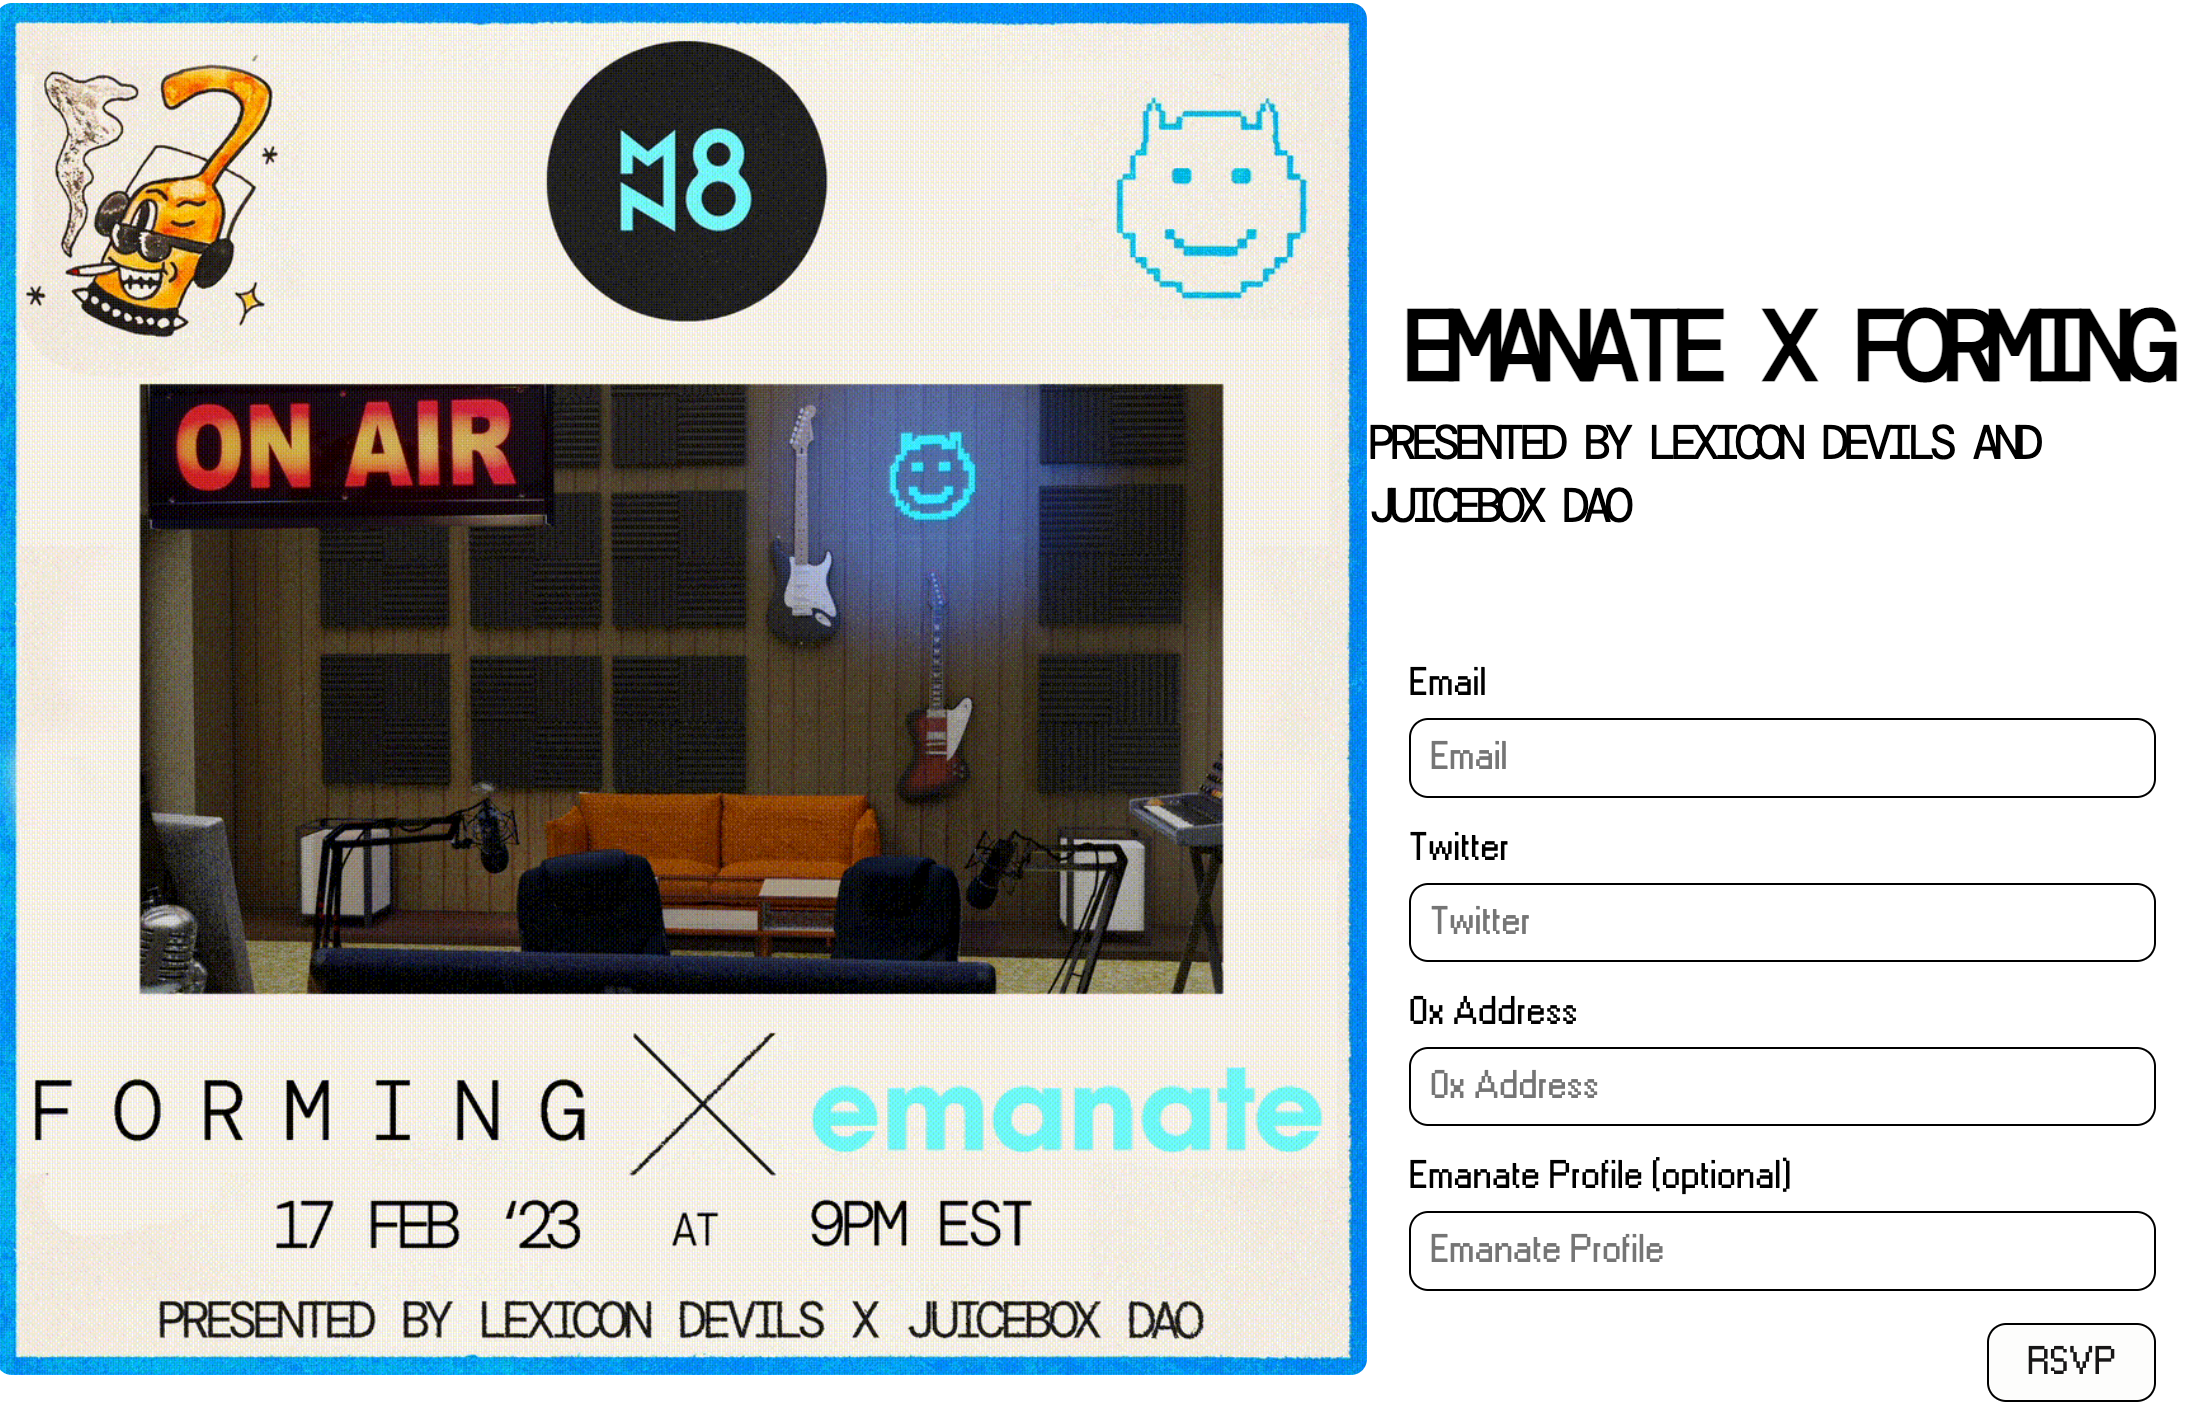 M8
N
ON AIR
FORMING X emanate
17 FEB ‘23 AT 9PM EST
PRESENTED BY LEXICON DEVILS X JUICEBOX DAO
EMANATE X FORMING
PRESENTED BY LEXICON DEVILS AND
JUICEBOX DAO
Email
Email
Twitter
Twitter
0x Address
0x Address
Emanate Profile (optional)
Emanate Profile
RSVP